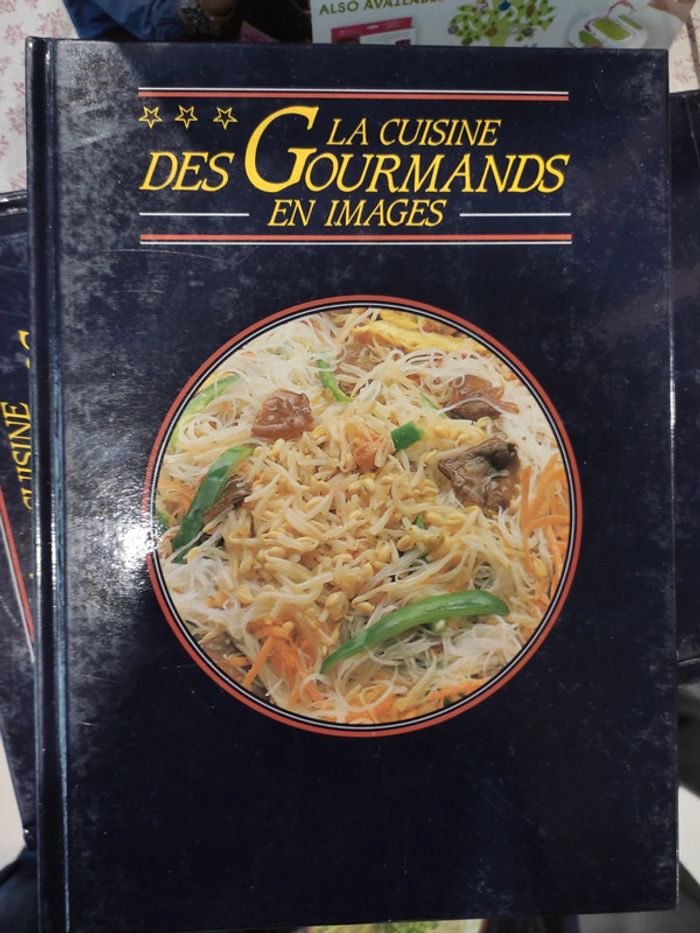 ALSO AVAILABLE
LA CUISINE
DES GOURMANDS
EN IMAGES
CUISINE